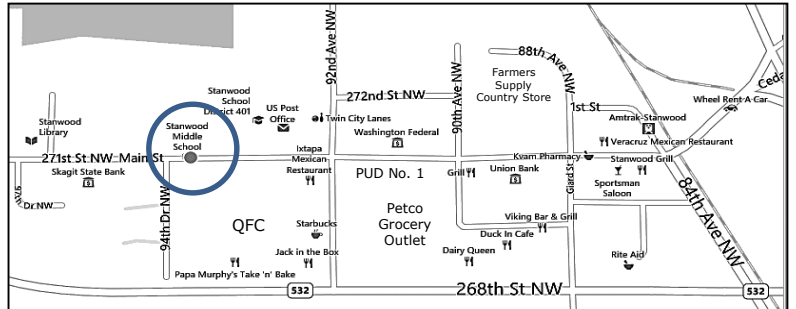 92nd Ave NW
88th Ave NW
Stanwood
School
District 401
US Post
Office
272nd St NW
90th Ave NW
Farmers
Supply
Country Store
1st St
Wheel Rent A Car
Ceda
Stanwood
Library
Stanwood
Middle
School
Twin City Lanes
Washington Federal
Amtrak-Stanwood
Veracruz Mexican Restaurant
271st St NW Main St
Skagit State Bank
Ixtapa
Mexican
Restaurant
PUD No. 1
Grill
Union Bank
Kvam Pharmacy
Stanwood Grill
Giard St
Sportsman
Saloon
84th Ave NW
97th Dr NW
94th Dr NW
QFC
Starbucks
Petco
Grocery
Outlet
Viking Bar & Grill
Duck In Cafe
Dairy Queen
Jack in the Box
Papa Murphy's Take 'n' Bake
Rite Aid
532
268th St NW
532